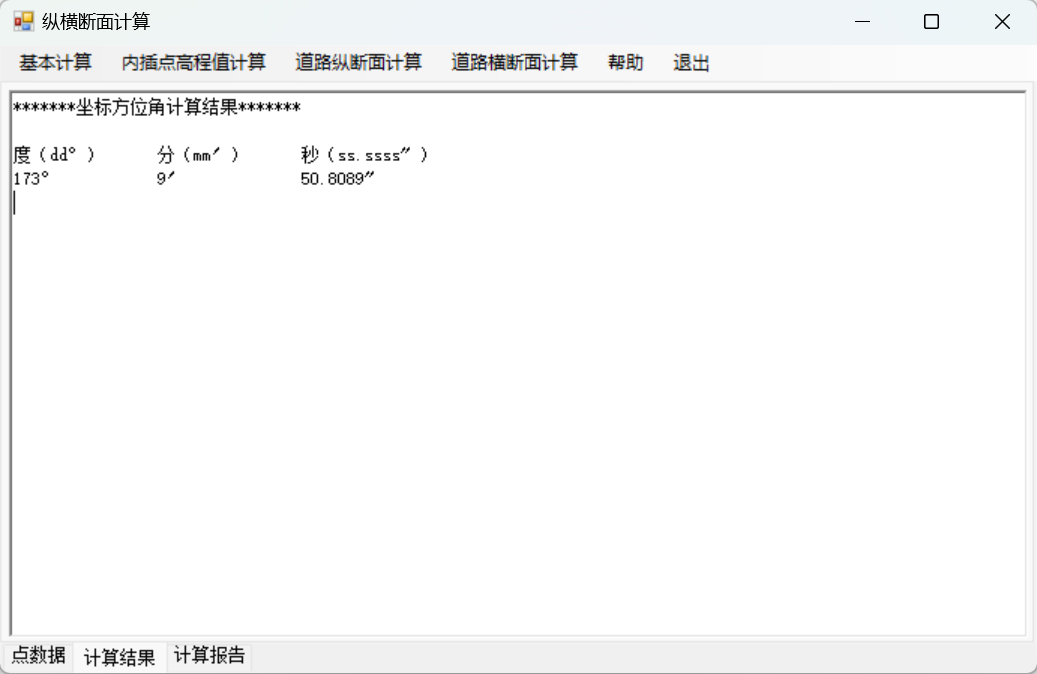 纵横断面计算
基本计算 内插点高程值计算 道路纵断面计算 道路横断面计算 帮助 退出
*******坐标方位角计算结果*******
度（dd° ） 分（mm′ ） 秒（ss.ssss″ ）
173° 9′ 50.8089″
点数据 计算结果 计算报告